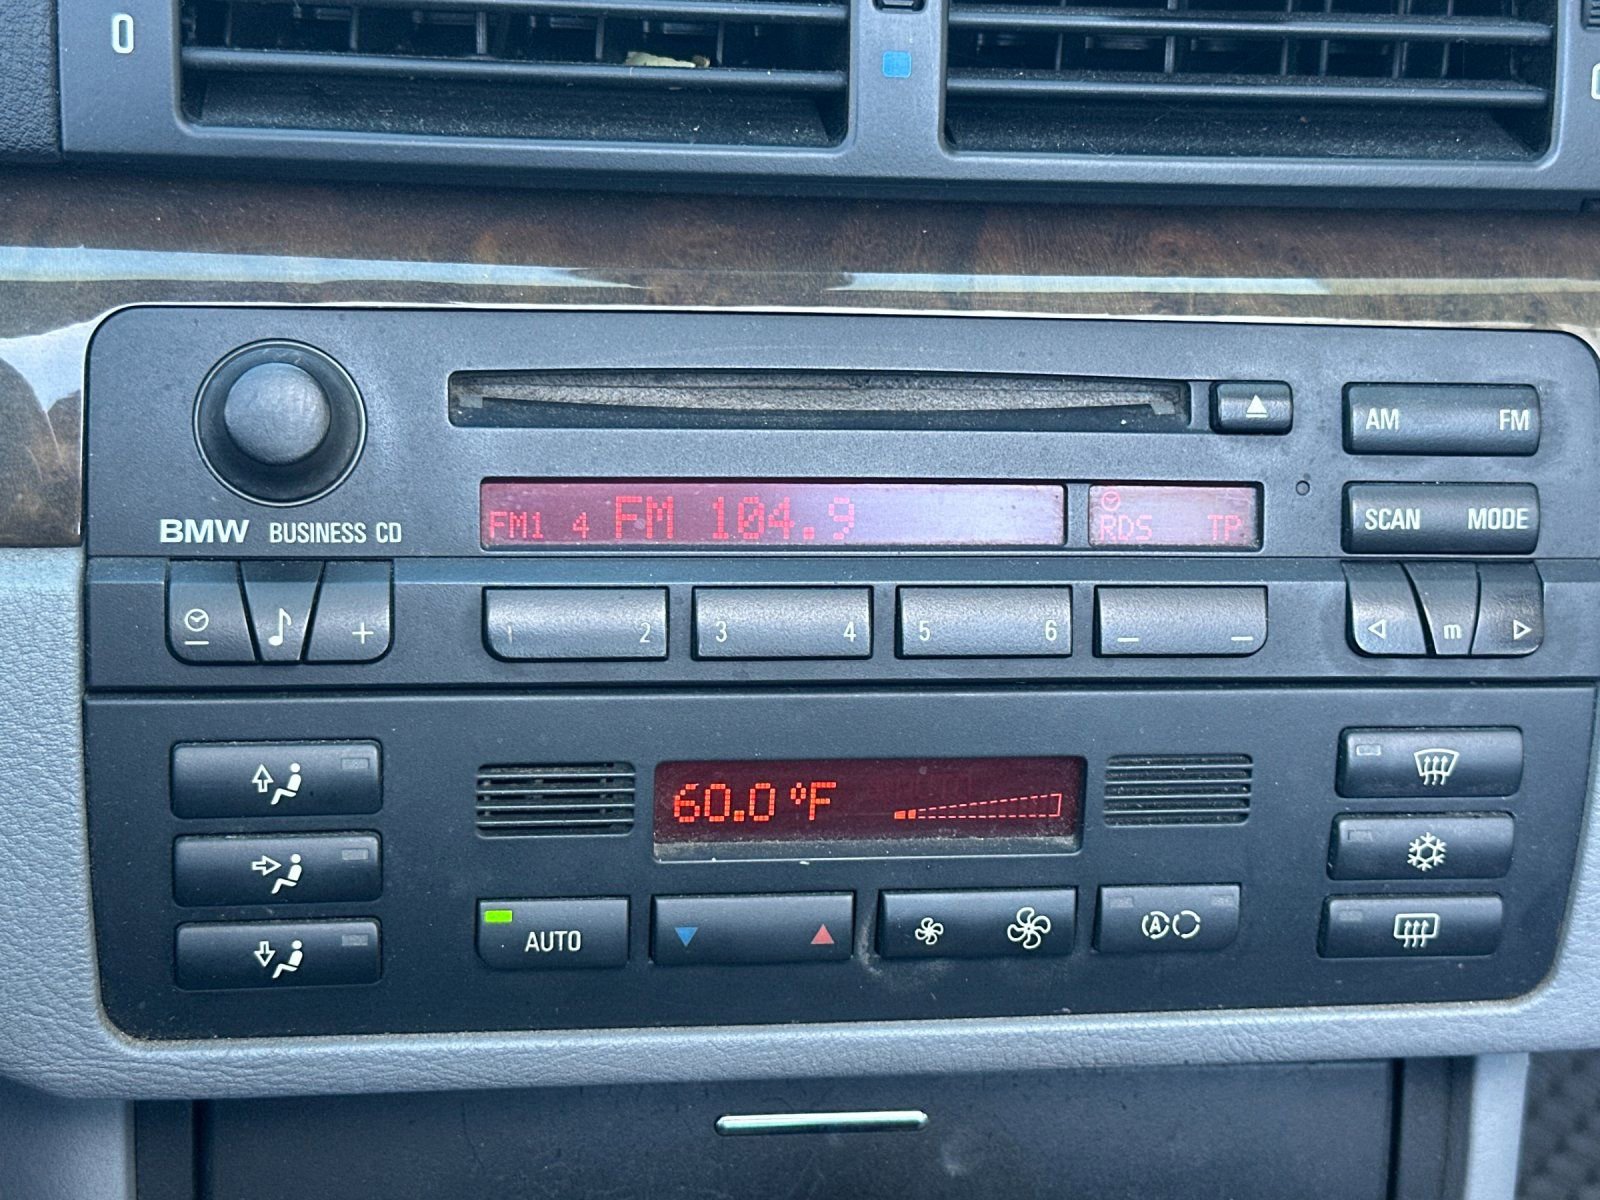 0
AM FM
FM1 4 FM 104.9 RDS TP
SCAN MODE
BMW BUSINESS CD
1 2 3 4 5 6 m
60.0 °F
AUTO
A